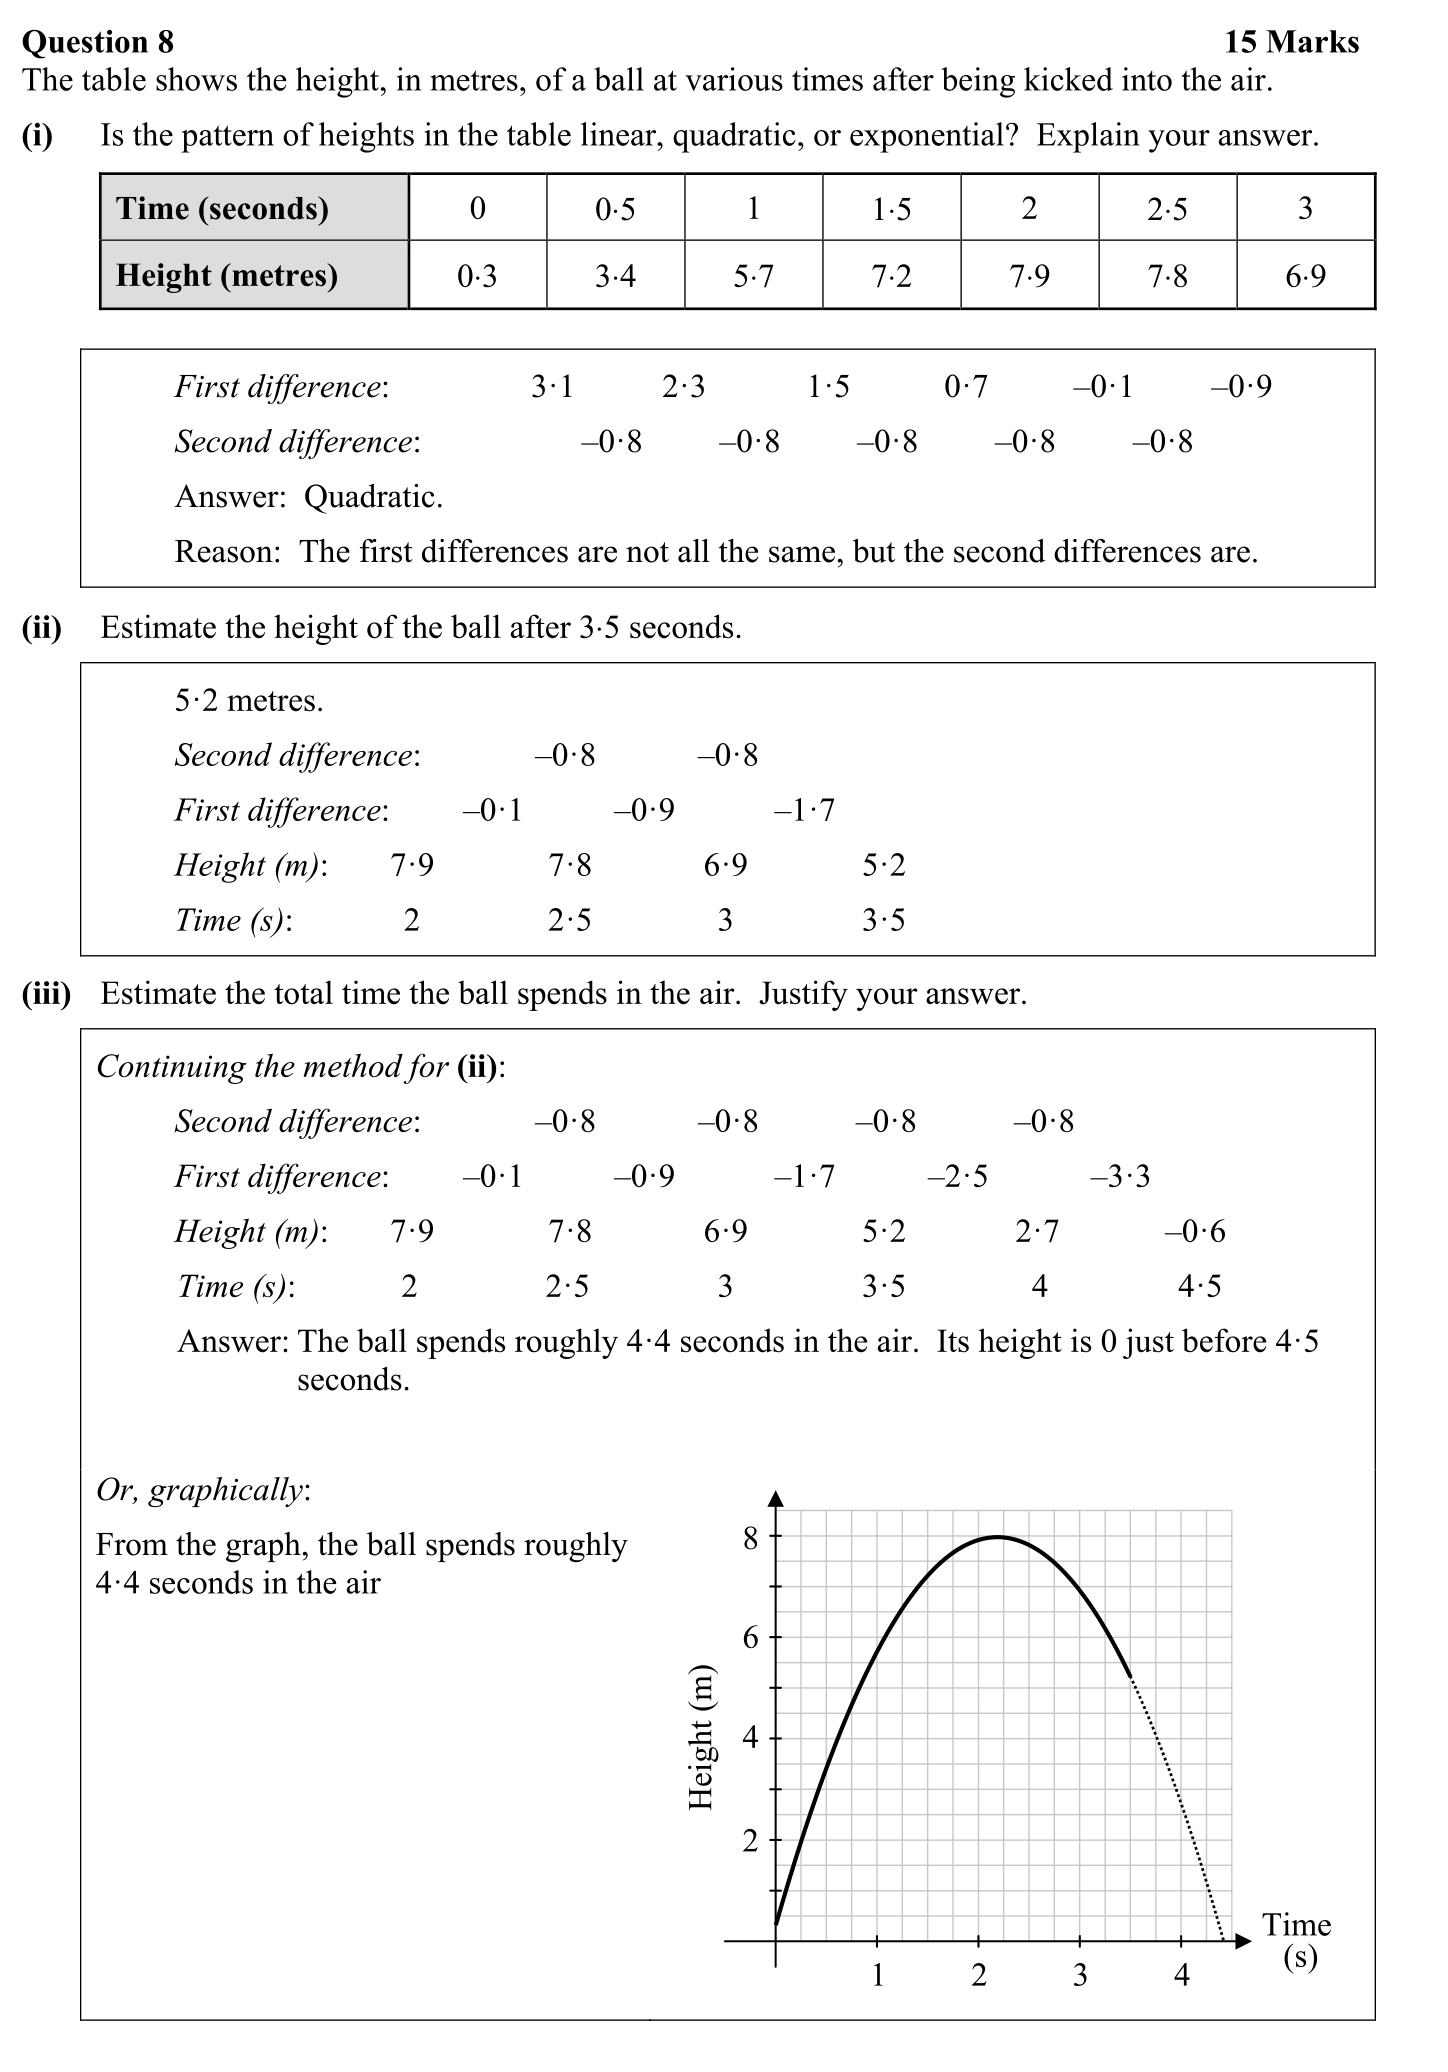 Question 8 15 Marks
The table shows the height, in metres, of a ball at various times after being kicked into the air.
(i) Is the pattern of heights in the table linear, quadratic, or exponential? Explain your answer.
Time (seconds) 0 0·5 1 1·5 2 2·5 3
Height (metres) 0·3 3·4 5·7 7·2 7·9 7·8 6·9
First difference: 3·1 2·3 1·5 0·7 –0·1 –0·9
Second difference: –0·8 –0·8 –0·8 –0·8 –0·8
Answer: Quadratic.
Reason: The first differences are not all the same, but the second differences are.
(ii) Estimate the height of the ball after 3·5 seconds.
5·2 metres.
Second difference: –0·8 –0·8
First difference: –0·1 –0·9 –1·7
Height (m): 7·9 7·8 6·9 5·2
Time (s): 2 2·5 3 3·5
(iii) Estimate the total time the ball spends in the air. Justify your answer.
Continuing the method for (ii):
Second difference: –0·8 –0·8 –0·8 –0·8
First difference: –0·1 –0·9 –1·7 –2·5 –3·3
Height (m): 7·9 7·8 6·9 5·2 2·7 –0·6
Time (s): 2 2·5 3 3·5 4 4·5
Answer: The ball spends roughly 4·4 seconds in the air. Its height is 0 just before 4·5
seconds.
Or, graphically:
From the graph, the ball spends roughly
4·4 seconds in the air
8
6
4
2
Height (m)
1 2 3 4
Time
(s)